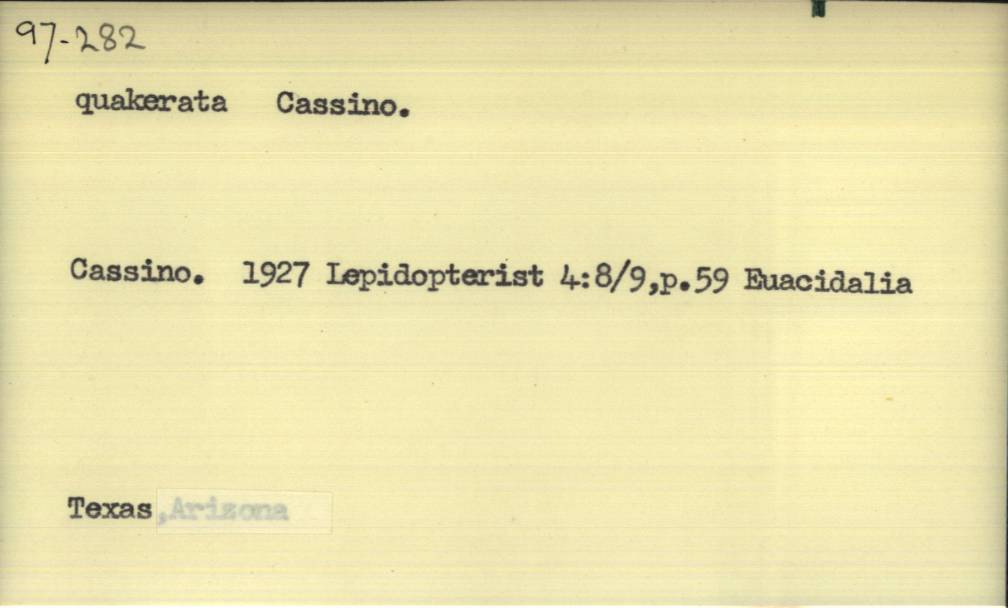 97-282
quakerata Cassino.
Cassino. 1927 Lepidopterist 4:8/9,p.59 Euacidalia
Texas,Arizona